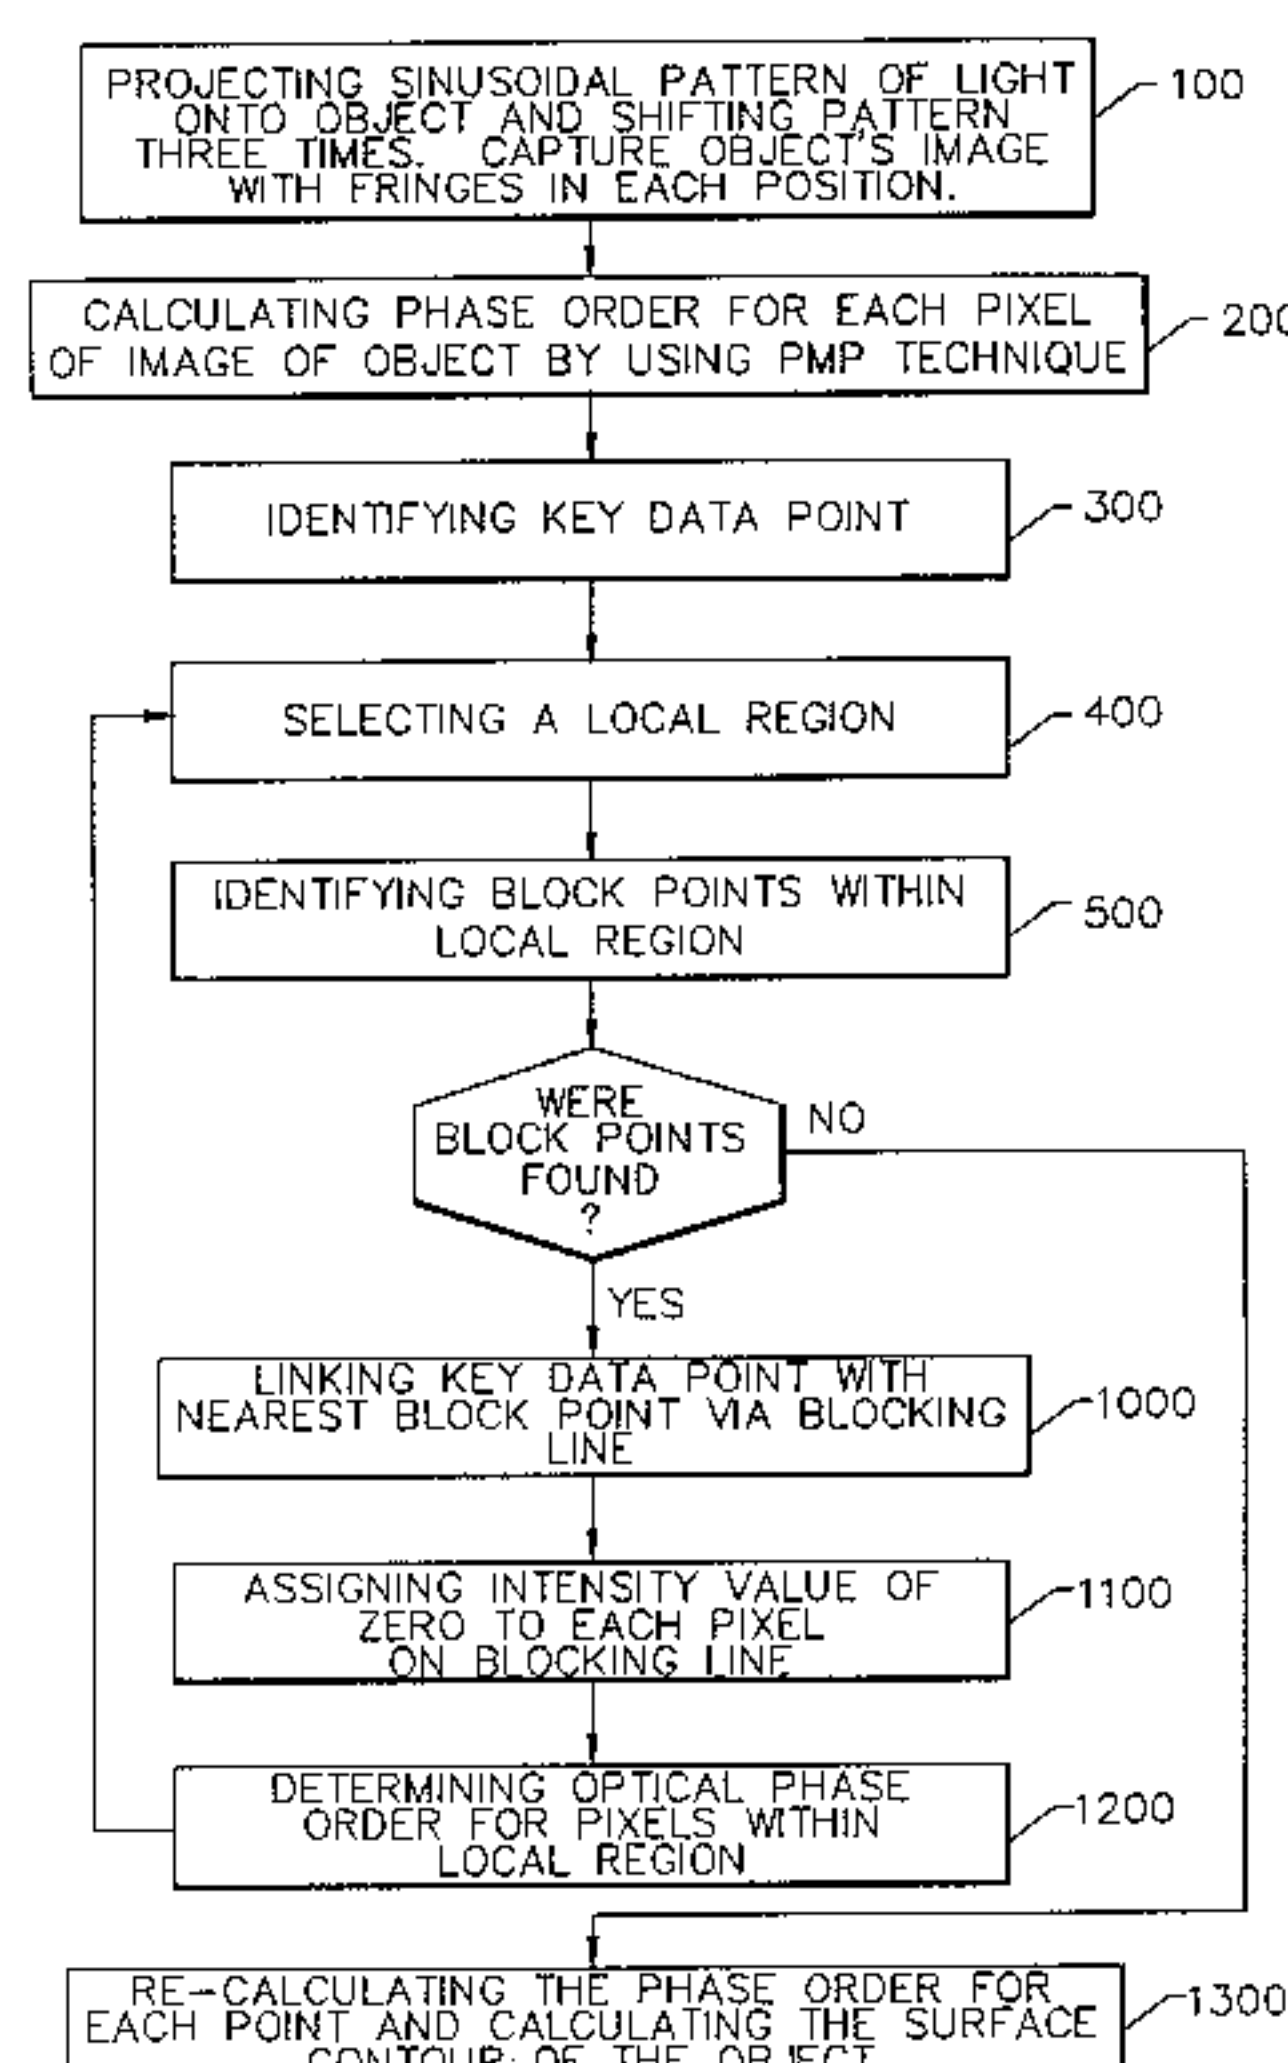 PROJECTING SINUSOIDAL PATTERN OF LIGHT
ONTO OBJECT AND SHIFTING PATTERN
THREE TIMES. CAPTURE OBJECT'S IMAGE
WITH FRINGES IN EACH POSITION.
100
CALCULATING PHASE ORDER FOR EACH PIXEL
OF IMAGE OF OBJECT BY USING PMP TECHNIQUE
200
IDENTIFYING KEY DATA POINT
300
SELECTING A LOCAL REGION
400
IDENTIFYING BLOCK POINTS WITHIN
LOCAL REGION
500
WERE
BLOCK POINTS
FOUND
?
NO
YES
LINKING KEY DATA POINT WITH
NEAREST BLOCK POINT VIA BLOCKING
LINE
1000
ASSIGNING INTENSITY VALUE OF
ZERO TO EACH PIXEL
ON BLOCKING LINE
1100
DETERMINING OPTICAL PHASE
ORDER FOR PIXELS WITHIN
LOCAL REGION
1200
RE-CALCULATING THE PHASE ORDER FOR
EACH POINT AND CALCULATING THE SURFACE
CONTOUR OF THE OBJECT
1300